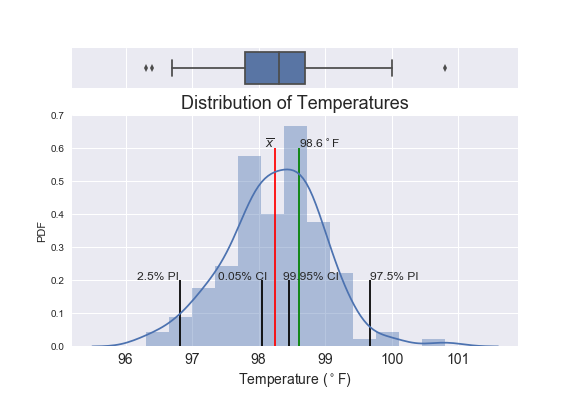 Distribution of Temperatures
0.7
0.6
0.5
0.4
0.3
0.2
0.1
0.0
PDF
x̅
98.6°F
2.5% PI
0.05% CI
99.95% CI
97.5% PI
96
97
98
99
100
101
Temperature (°F)